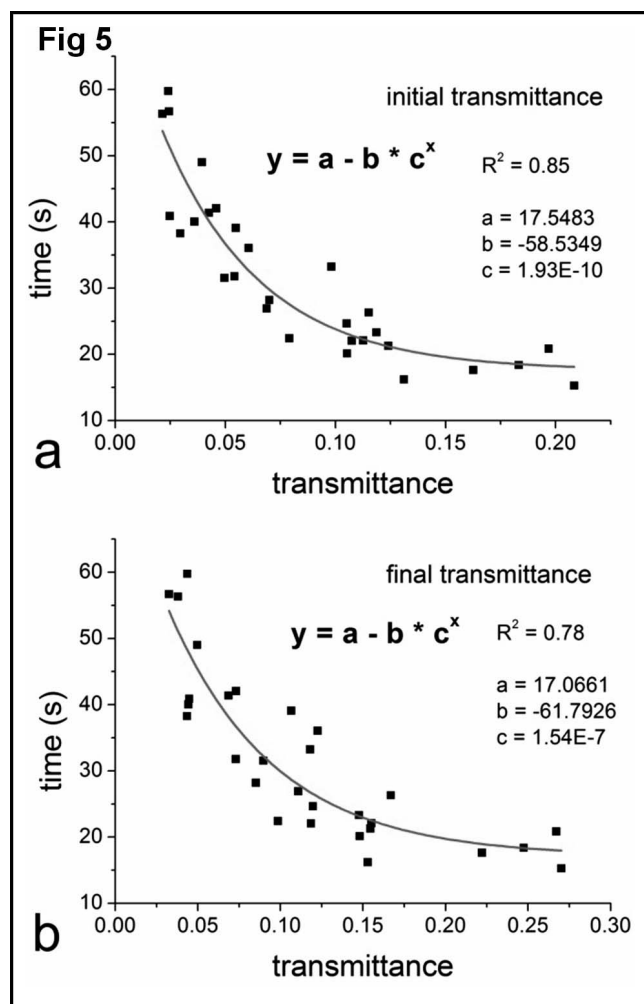 Fig 5
initial transmittance
y = a - b * c^x
R² = 0.85
a = 17.5483
b = -58.5349
c = 1.93E-10
time (s)
60
50
40
30
20
10
0.00 0.05 0.10 0.15 0.20
transmittance
a
final transmittance
y = a - b * c^x
R² = 0.78
a = 17.0661
b = -61.7926
c = 1.54E-7
time (s)
60
50
40
30
20
10
0.00 0.05 0.10 0.15 0.20 0.25 0.30
transmittance
b